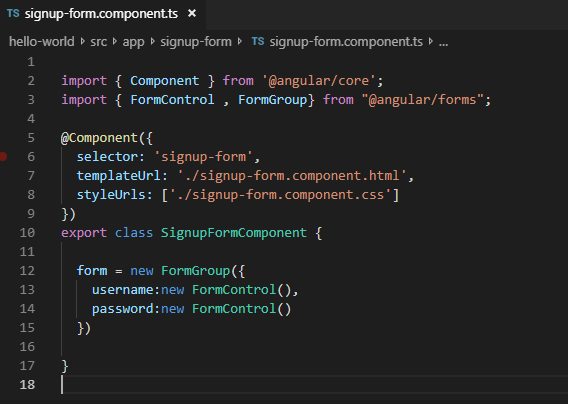 TS signup-form.component.ts ×
hello-world › src › app › signup-form › TS signup-form.component.ts › ...
1
2 import { Component } from '@angular/core';
3 import { FormControl , FormGroup} from "@angular/forms";
4
5 @Component({
6 selector: 'signup-form',
7 templateUrl: './signup-form.component.html',
8 styleUrls: ['./signup-form.component.css']
9 })
10 export class SignupFormComponent {
11
12 form = new FormGroup({
13 username:new FormControl(),
14 password:new FormControl()
15 })
16
17 }
18